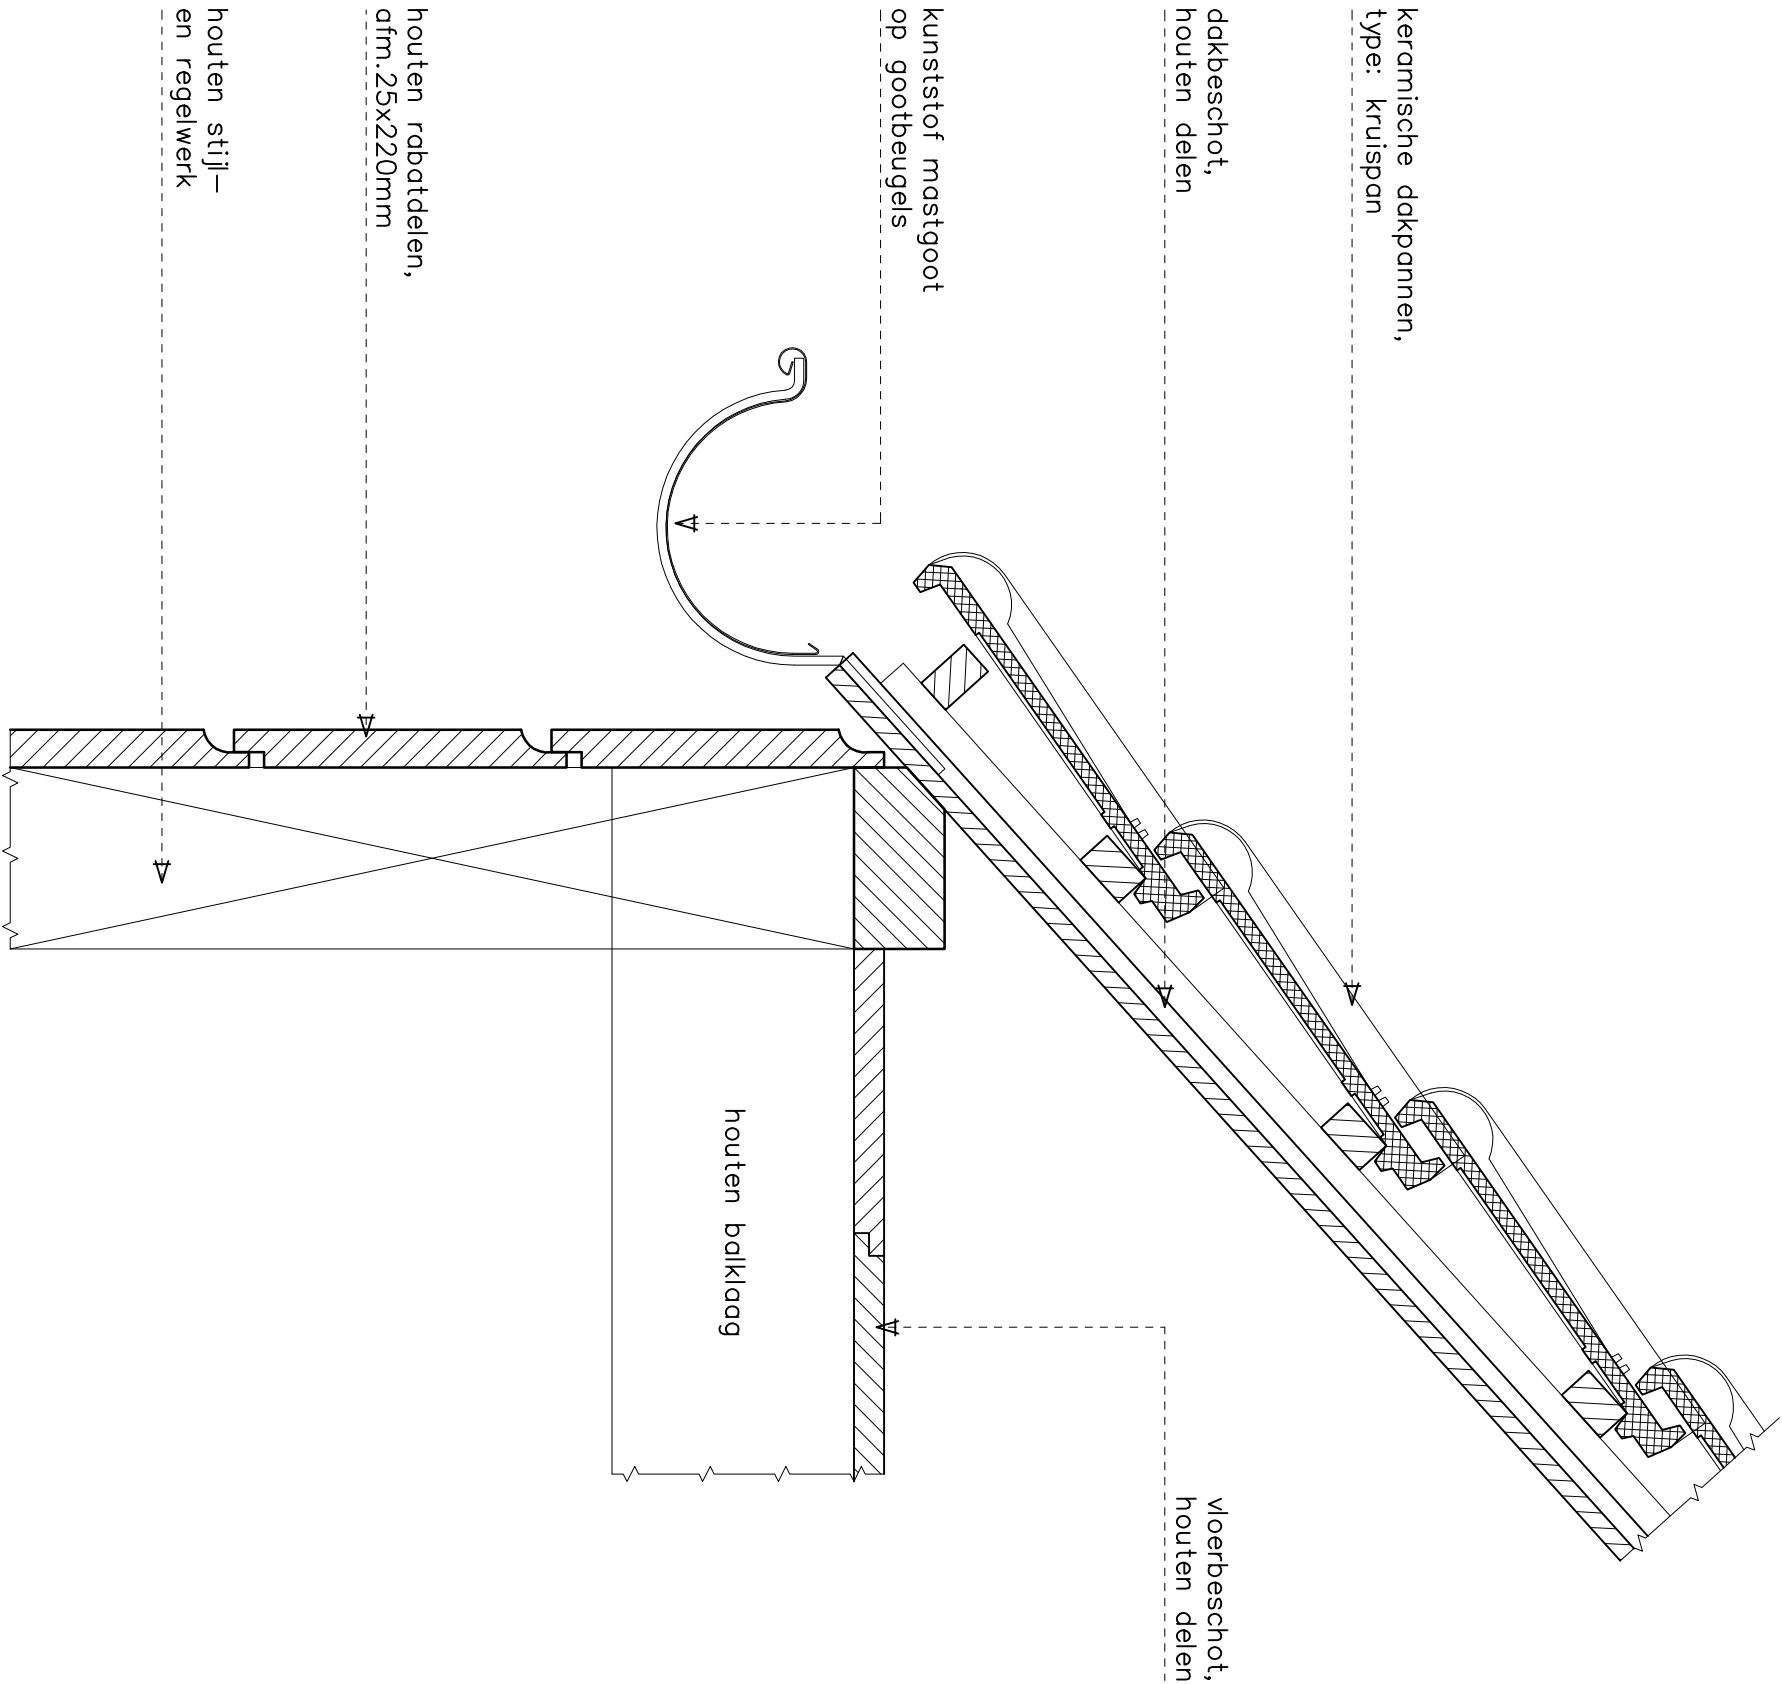 keramische dakpannen,
type: kruispan
dakbeschot,
houten delen
kunststof mastgoot
op gootbeugels
houten rabatdelen,
afm.25x220mm
houten stijl—
en regelwerk
houten balklaag
vloerbeschot,
houten delen